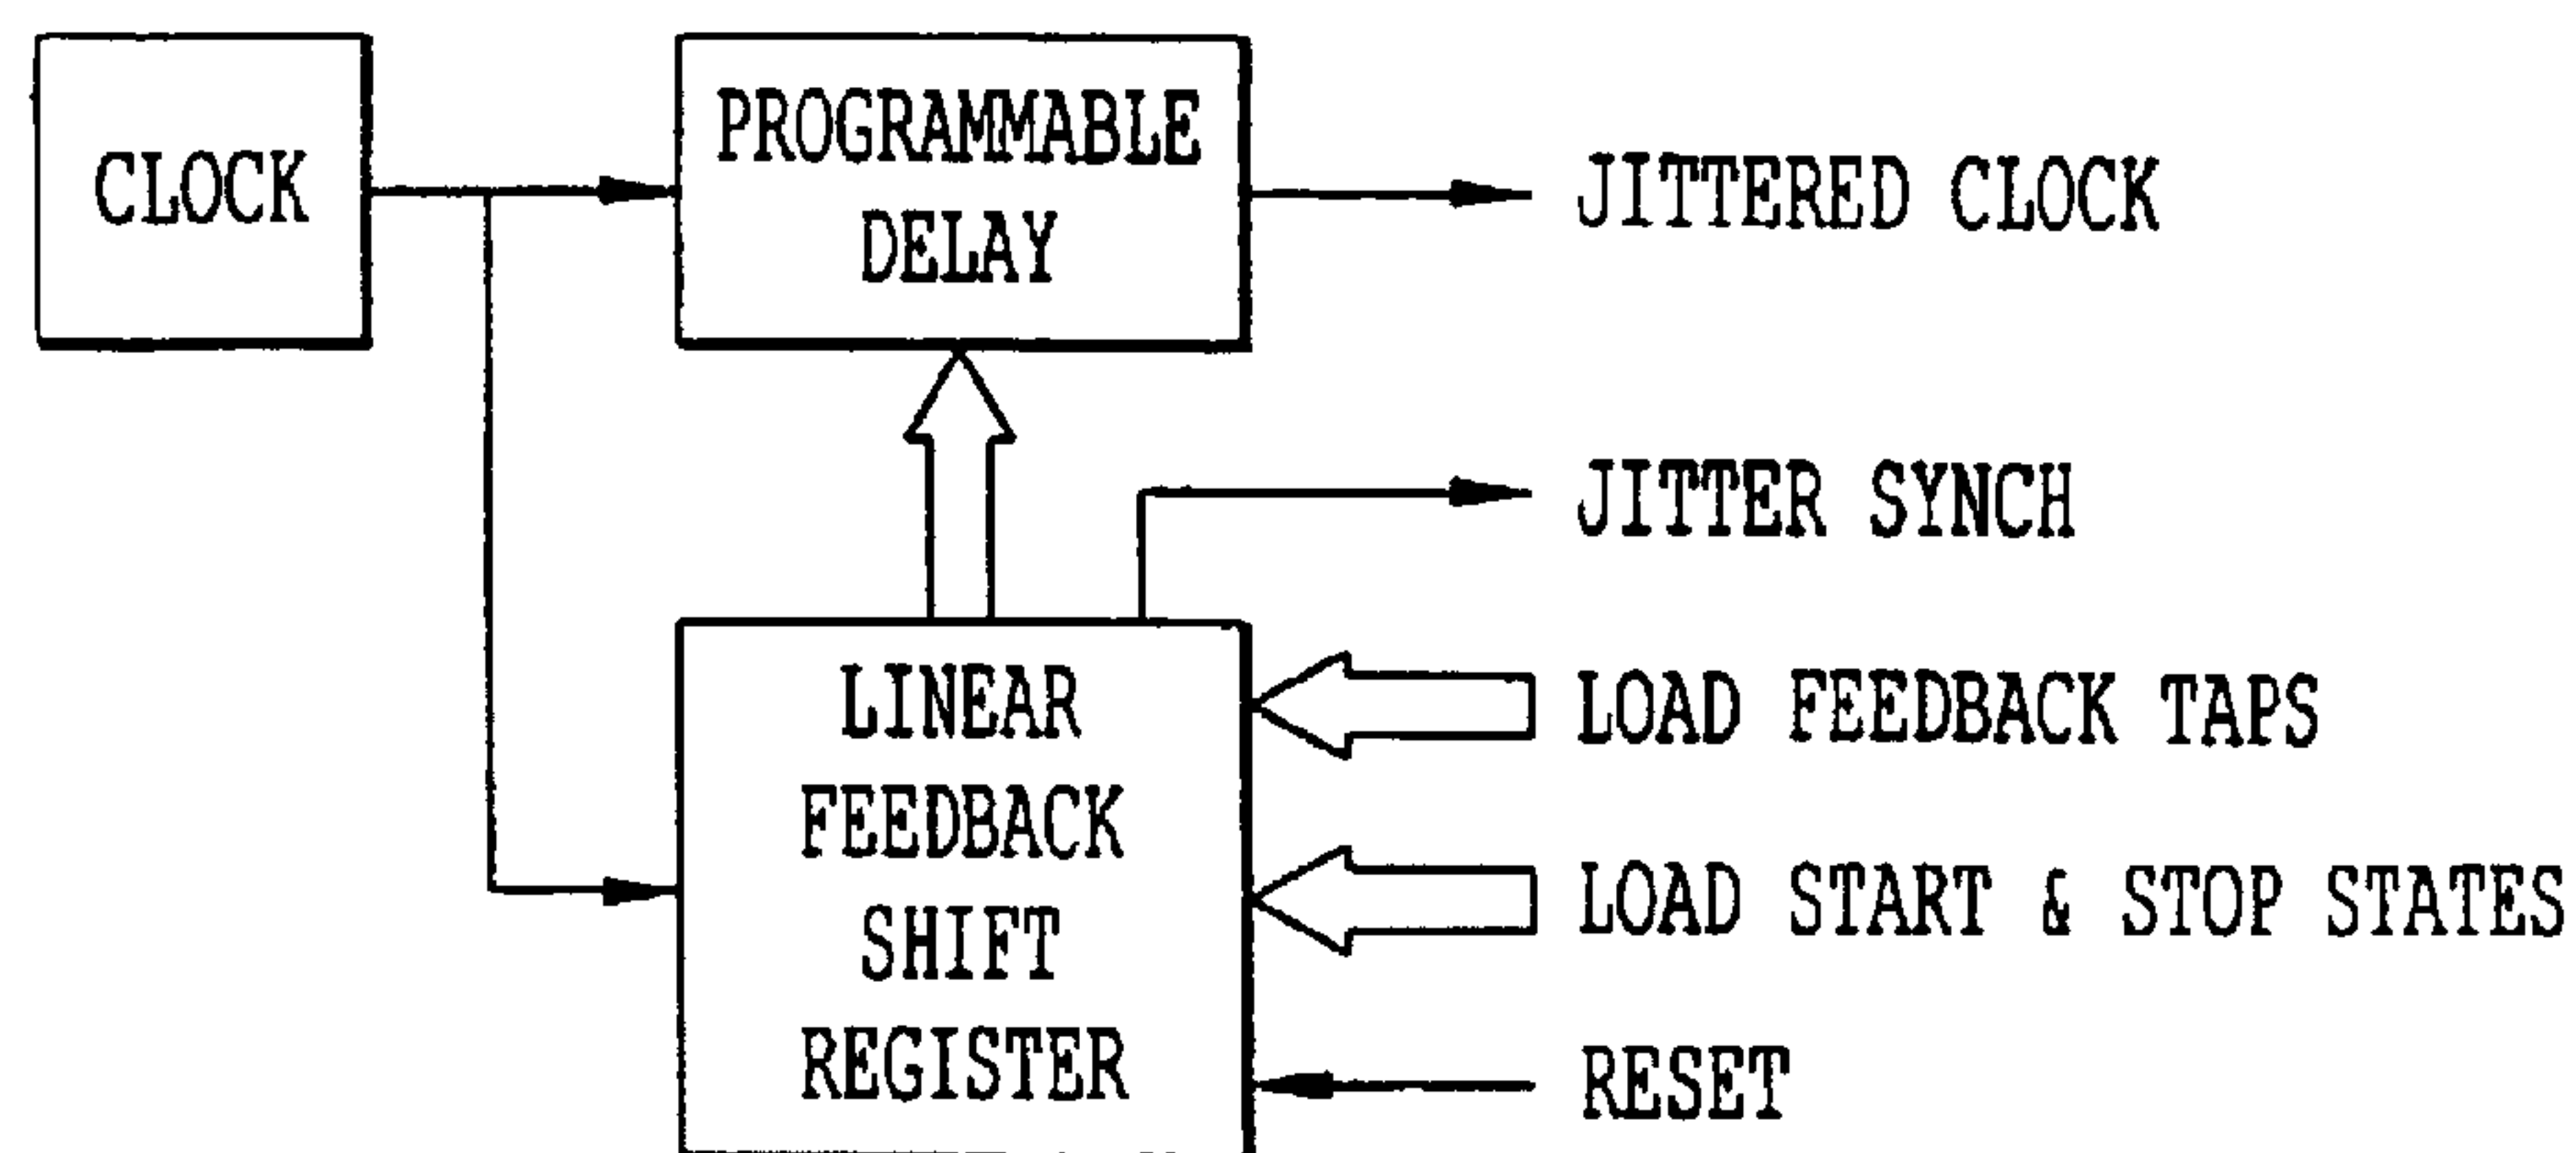 CLOCK
PROGRAMMABLE
DELAY
JITTERED CLOCK
JITTER SYNCH
LINEAR
FEEDBACK
SHIFT
REGISTER
LOAD FEEDBACK TAPS
LOAD START & STOP STATES
RESET